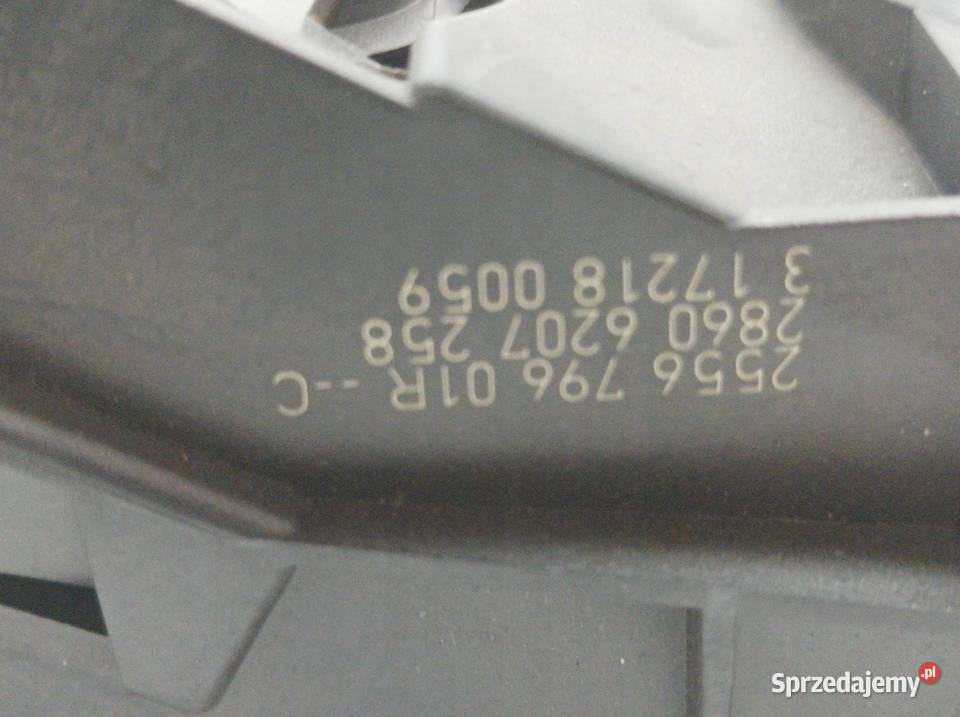 2556 796 01R --C
2860 6207 258
3 17218 0059
Sprzedajemy.pl